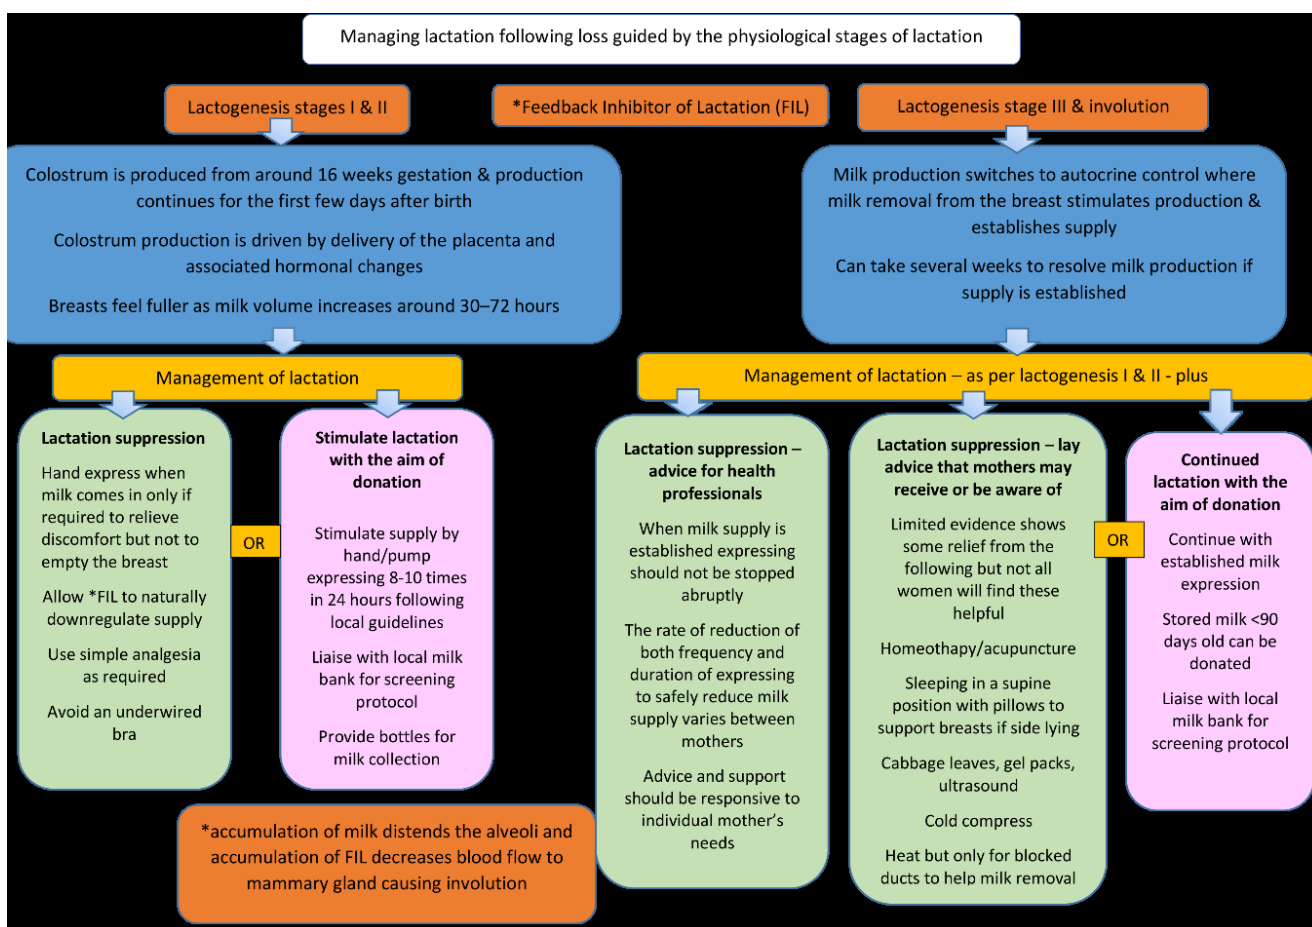 Managing lactation following loss guided by the physiological stages of lactation
Lactogenesis stages I & II
*Feedback Inhibitor of Lactation (FIL)
Lactogenesis stage III & involution
Colostrum is produced from around 16 weeks gestation & production
continues for the first few days after birth
Colostrum production is driven by delivery of the placenta and
associated hormonal changes
Breasts feel fuller as milk volume increases around 30–72 hours
Milk production switches to autocrine control where
milk removal from the breast stimulates production &
establishes supply
Can take several weeks to resolve milk production if
supply is established
Management of lactation
Management of lactation – as per lactogenesis I & II - plus
Lactation suppression
Hand express when
milk comes in only if
required to relieve
discomfort but not to
empty the breast
Allow *FIL to naturally
downregulate supply
Use simple analgesia
as required
Avoid an underwired
bra
OR
Stimulate lactation
with the aim of
donation
Stimulate supply by
hand/pump
expressing 8-10 times
in 24 hours following
local guidelines
Liaise with local milk
bank for screening
protocol
Provide bottles for
milk collection
Lactation suppression –
advice for health
professionals
When milk supply is
established expressing
should not be stopped
abruptly
The rate of reduction of
both frequency and
duration of expressing
to safely reduce milk
supply varies between
mothers
Advice and support
should be responsive to
individual mother's
needs
Lactation suppression – lay
advice that mothers may
receive or be aware of
Limited evidence shows
some relief from the
following but not all
women will find these
helpful
Homeothapy/acupuncture
Sleeping in a supine
position with pillows to
support breasts if side lying
Cabbage leaves, gel packs,
ultrasound
Cold compress
Heat but only for blocked
ducts to help milk removal
OR
Continued
lactation with the
aim of donation
Continue with
established milk
expression
Stored milk <90
days old can be
donated
Liaise with local
milk bank for
screening protocol
*accumulation of milk distends the alveoli and
accumulation of FIL decreases blood flow to
mammary gland causing involution